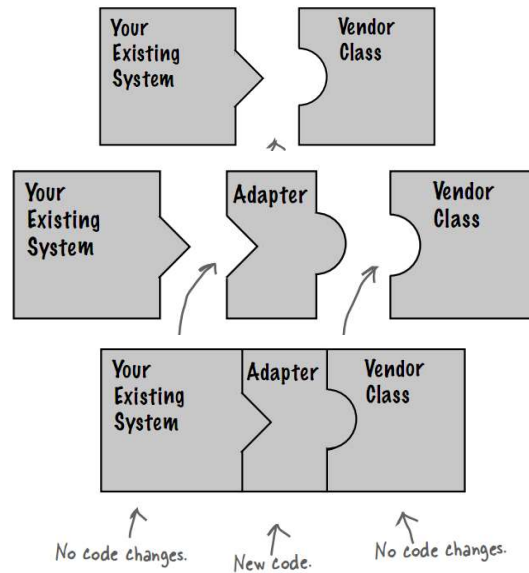 Your
Existing
System
Vendor
Class
Your
Existing
System
Adapter
Vendor
Class
Your
Existing
System
Adapter
Vendor
Class
No code changes.
New code.
No code changes.